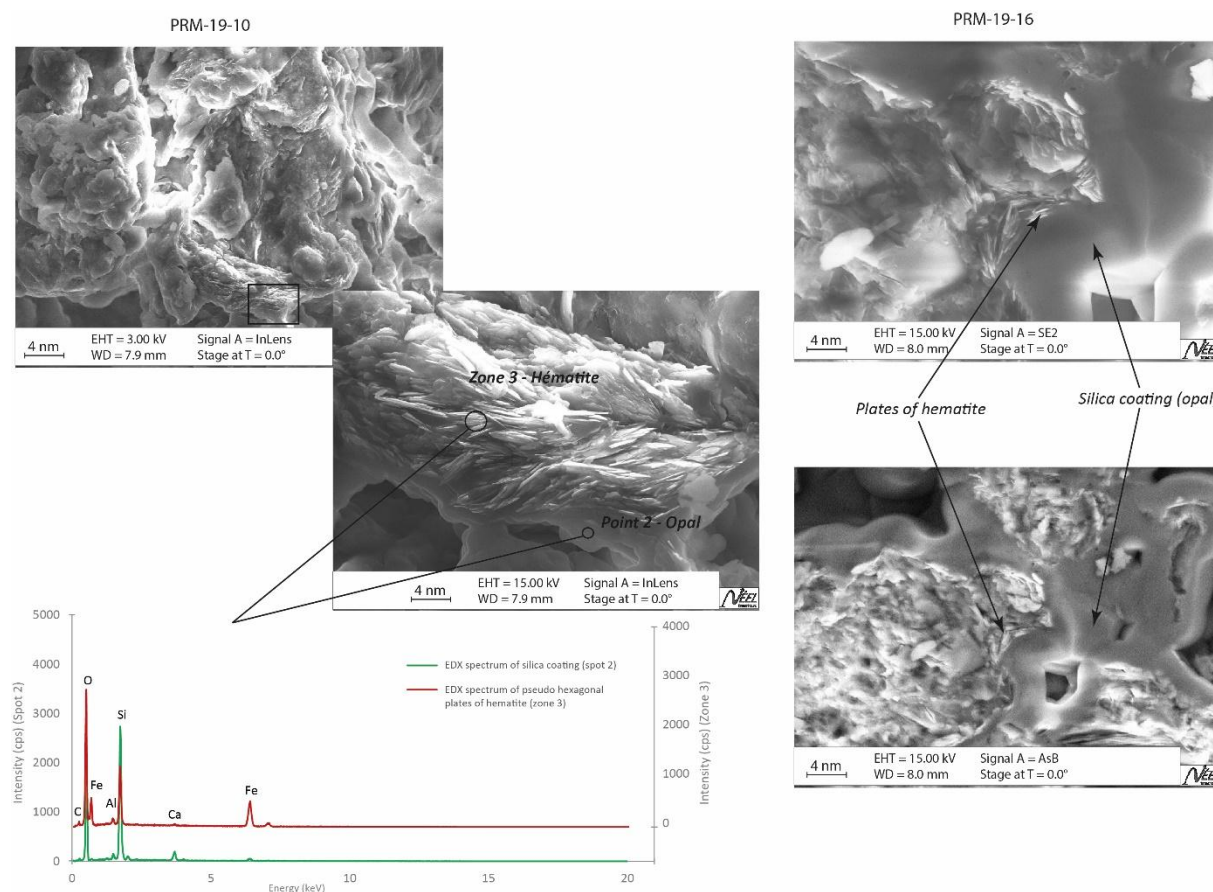 PRM-19-10
EHT = 3.00 kV Signal A = InLens
4 nm WD = 7.9 mm Stage at T = 0.0°
Zone 3 - Hématite
Point 2 - Opal
EHT = 15.00 kV Signal A = InLens
4 nm WD = 7.9 mm Stage at T = 0.0°
NÉEL
PRM-19-16
EHT = 15.00 kV Signal A = SE2
4 nm WD = 8.0 mm Stage at T = 0.0°
NÉEL
Plates of hematite
Silica coating (opal
EHT = 15.00 kV Signal A = AsB
4 nm WD = 8.0 mm Stage at T = 0.0°
NÉEL
5000
4000
3000
2000
1000
0
Intensity (cps) (Spot 2)
4000
3000
2000
1000
0
Intensity (cps) (Zone 3)
EDX spectrum of silica coating (spot 2)
EDX spectrum of pseudo hexagonal
plates of hematite (zone 3)
O
Si
C
Fe
Al
Ca
Fe
0 5 10 15 20
Energy (keV)